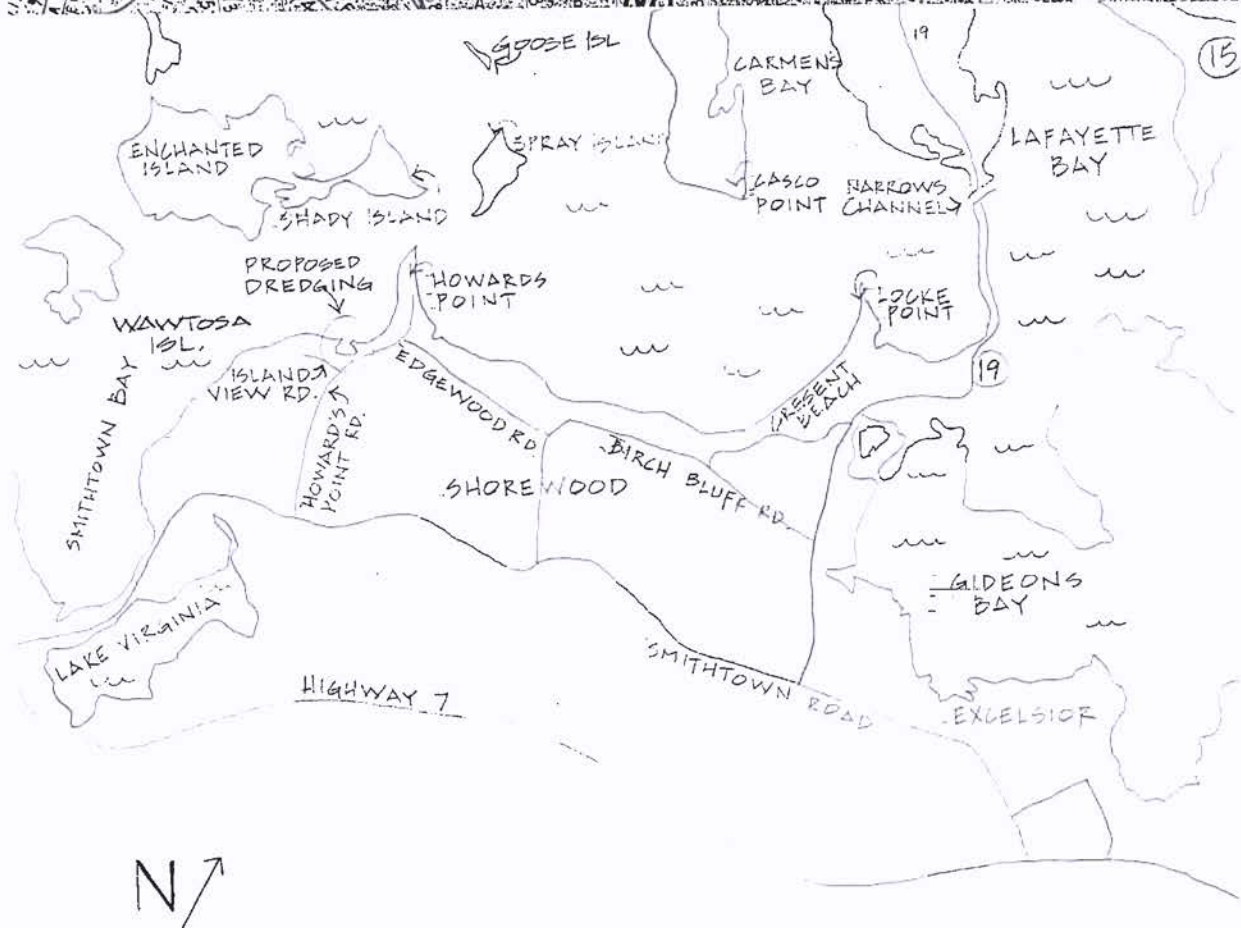 GOOSE ISL
19
15
CARMENS
BAY
ENCHANTED
ISLAND
SPRAY ISLAND
LAFAYETTE
BAY
CASCO
POINT
NARROWS
CHANNEL
SHADY ISLAND
PROPOSED
DREDGING
HOWARDS
POINT
LOCKE
POINT
WAWTOSA
ISL.
19
ISLAND
VIEW RD.
EDGEWOOD RD.
CRESENT
BEACH
SMITHTOWN BAY
HOWARD'S
POINT RD.
BIRCH BLUFF RD.
SHOREWOOD
GIDEONS
BAY
LAKE VIRGINIA
SMITHTOWN ROAD
HIGHWAY 7
EXCELSIOR
N